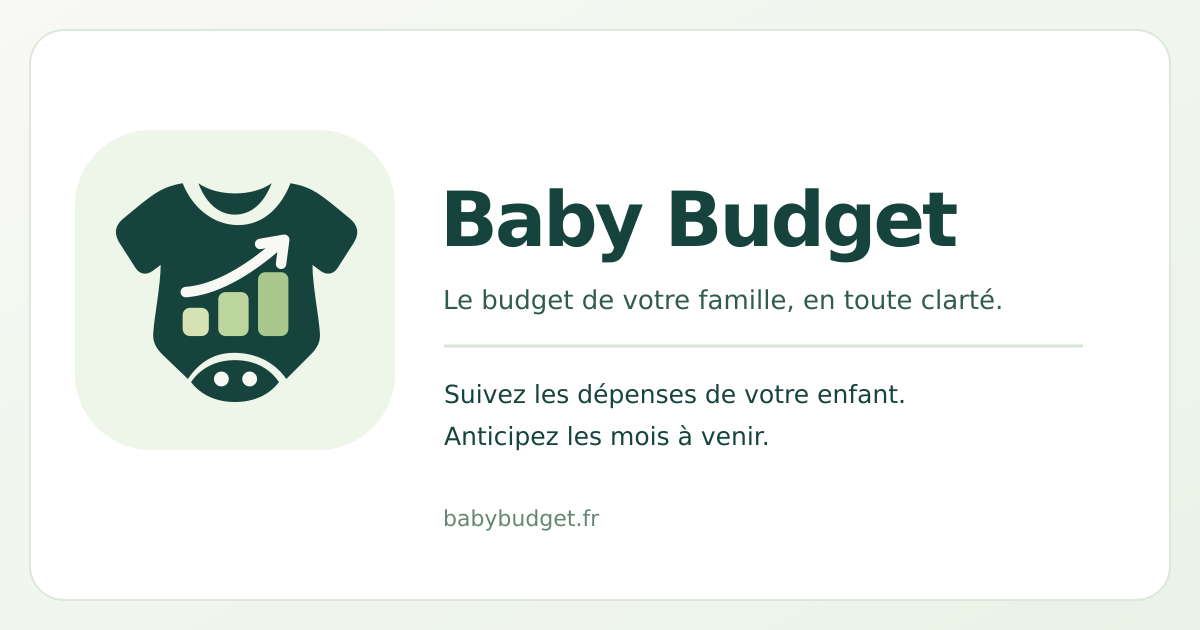 Baby Budget
Le budget de votre famille, en toute clarté.
Suivez les dépenses de votre enfant.
Anticipez les mois à venir.
babybudget.fr